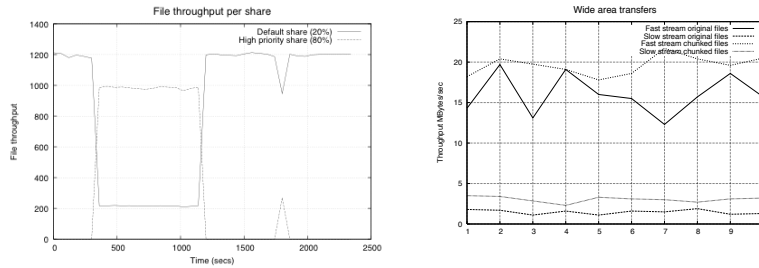 File throughput per share
Default share (20%)
High priority share (80%)
1400
1200
1000
800
600
400
200
0
File throughput
0
500
1000
1500
2000
2500
Time (secs)
Wide area transfers
Fast stream original files
Slow stream original files
Fast stream chunked files
Slow stream chunked files
25
20
15
10
5
0
Throughput MBytes/sec
1
2
3
4
5
6
7
8
9